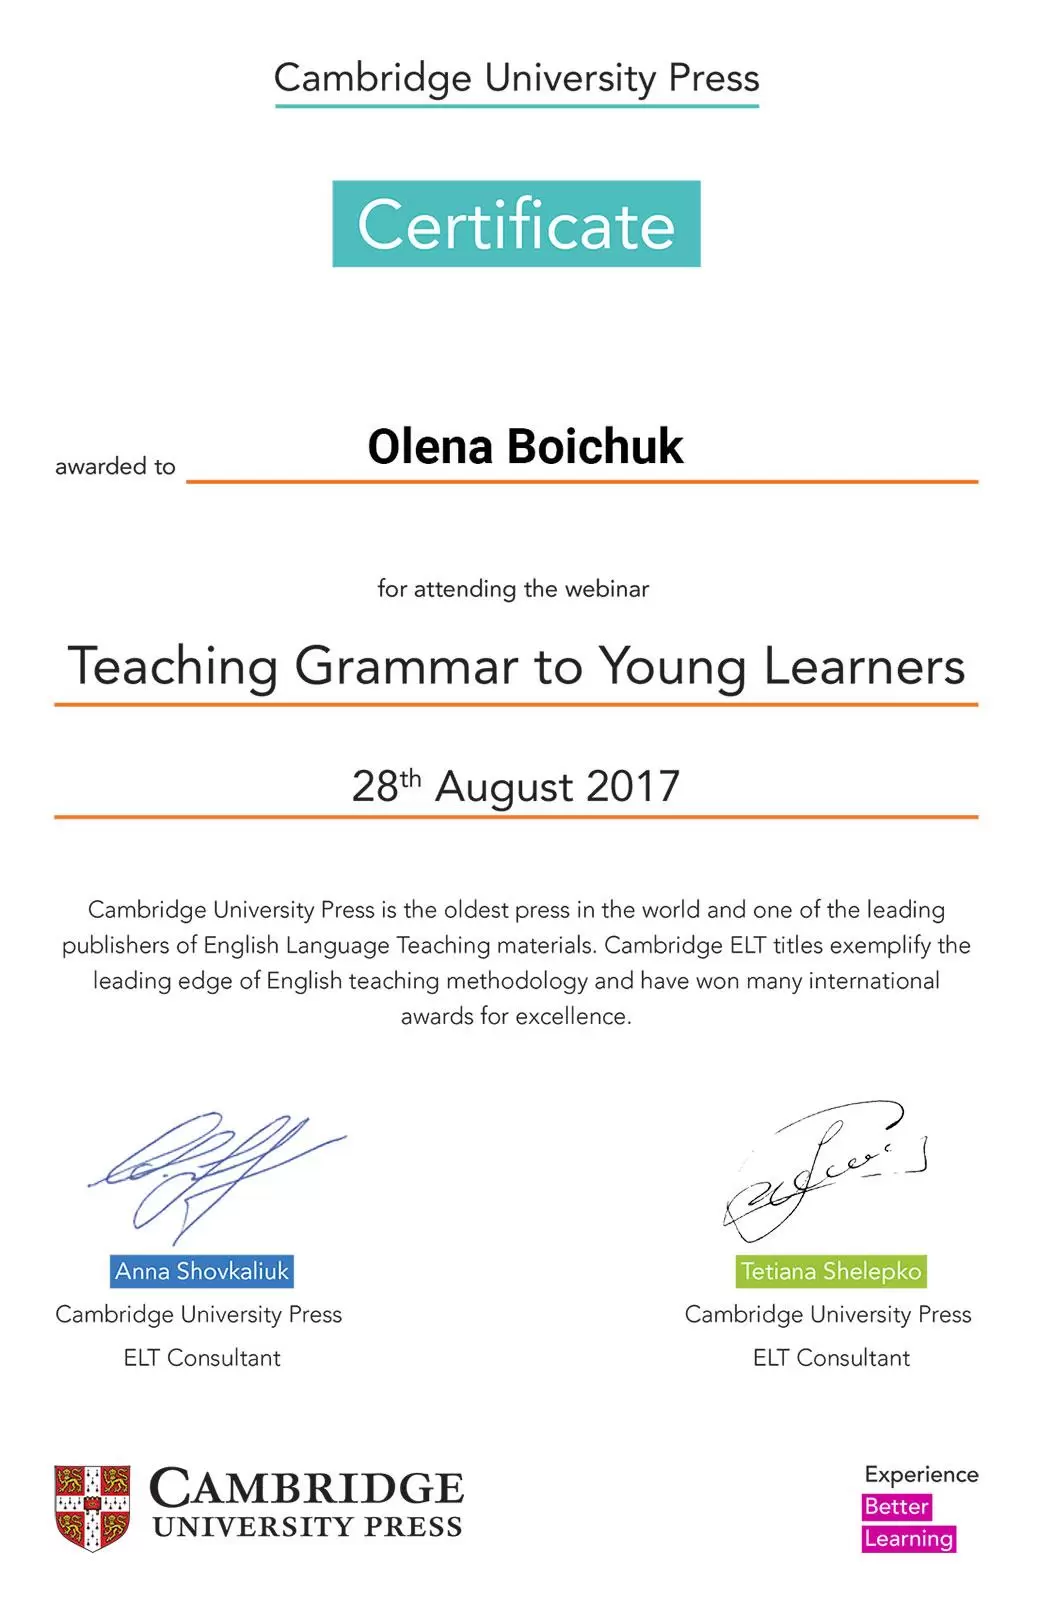 Cambridge University Press
Certificate
awarded to Olena Boichuk
for attending the webinar
Teaching Grammar to Young Learners
28th August 2017
Cambridge University Press is the oldest press in the world and one of the leading
publishers of English Language Teaching materials. Cambridge ELT titles exemplify the
leading edge of English teaching methodology and have won many international
awards for excellence.
Anna Shovkaliuk
Cambridge University Press
ELT Consultant
Tetiana Shelepko
Cambridge University Press
ELT Consultant
CAMBRIDGE
UNIVERSITY PRESS
Experience
Better
Learning